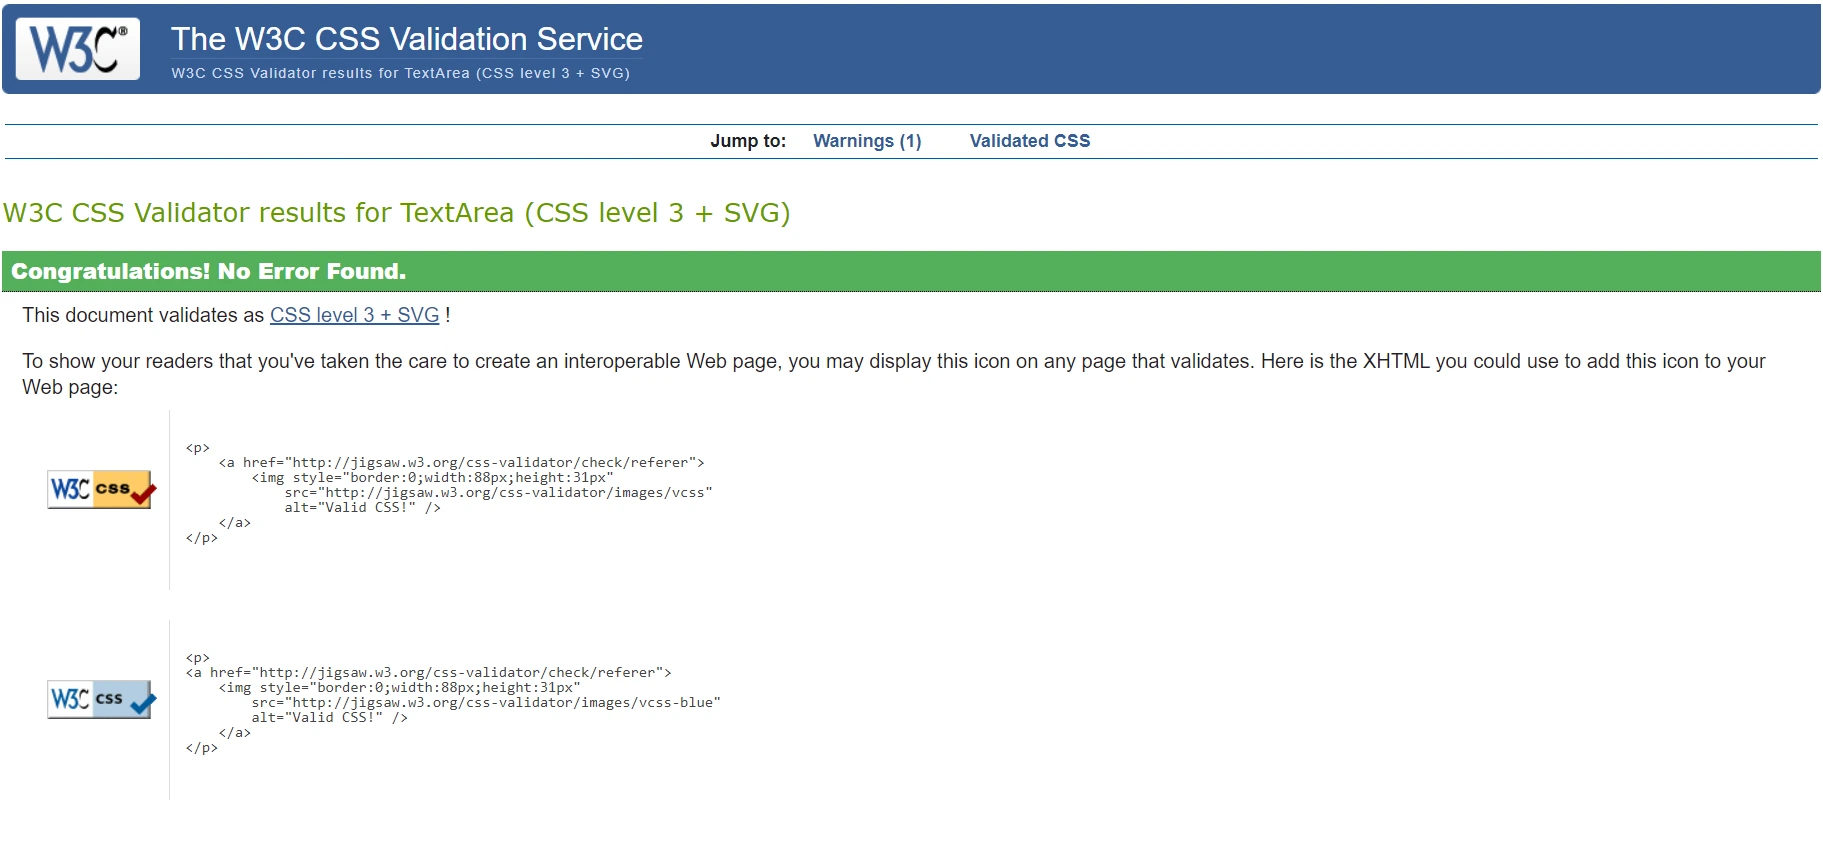 W3C®
The W3C CSS Validation Service
W3C CSS Validator results for TextArea (CSS level 3 + SVG)
Jump to: Warnings (1) Validated CSS
W3C CSS Validator results for TextArea (CSS level 3 + SVG)
Congratulations! No Error Found.
This document validates as CSS level 3 + SVG !
To show your readers that you've taken the care to create an interoperable Web page, you may display this icon on any page that validates. Here is the XHTML you could use to add this icon to your
Web page:
W3C css
<p>
    <a href="http://jigsaw.w3.org/css-validator/check/referer">
        <img style="border:0;width:88px;height:31px"
            src="http://jigsaw.w3.org/css-validator/images/vcss"
            alt="Valid CSS!" />
    </a>
</p>
W3C css
<p>
<a href="http://jigsaw.w3.org/css-validator/check/referer">
    <img style="border:0;width:88px;height:31px"
        src="http://jigsaw.w3.org/css-validator/images/vcss-blue"
        alt="Valid CSS!" />
    </a>
</p>